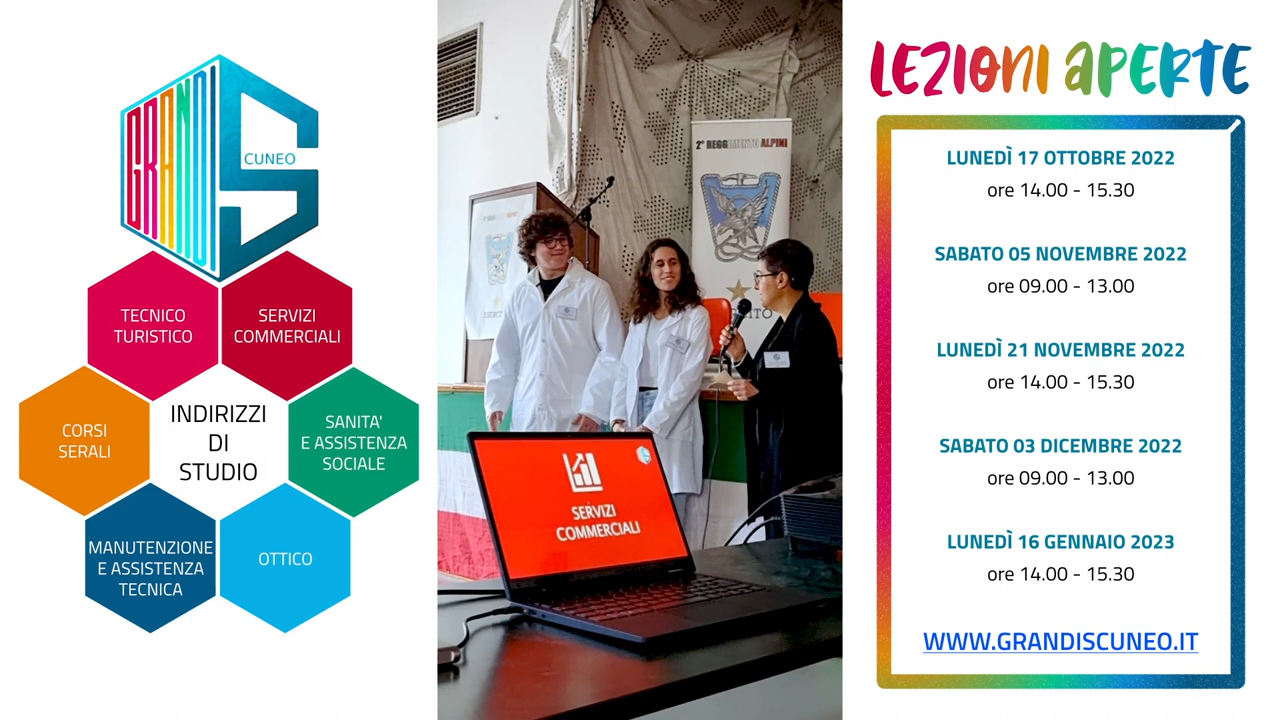 GRANDIS
CUNEO
TECNICO
TURISTICO
SERVIZI
COMMERCIALI
CORSI
SERALI
INDIRIZZI
DI
STUDIO
SANITA'
E ASSISTENZA
SOCIALE
MANUTENZIONE
E ASSISTENZA
TECNICA
OTTICO
2° REGGIMENTO ALPINI
SERVIZI
COMMERCIALI
LEZIONI APERTE
LUNEDÌ 17 OTTOBRE 2022
ore 14.00 - 15.30
SABATO 05 NOVEMBRE 2022
ore 09.00 - 13.00
LUNEDÌ 21 NOVEMBRE 2022
ore 14.00 - 15.30
SABATO 03 DICEMBRE 2022
ore 09.00 - 13.00
LUNEDÌ 16 GENNAIO 2023
ore 14.00 - 15.30
WWW.GRANDISCUNEO.IT